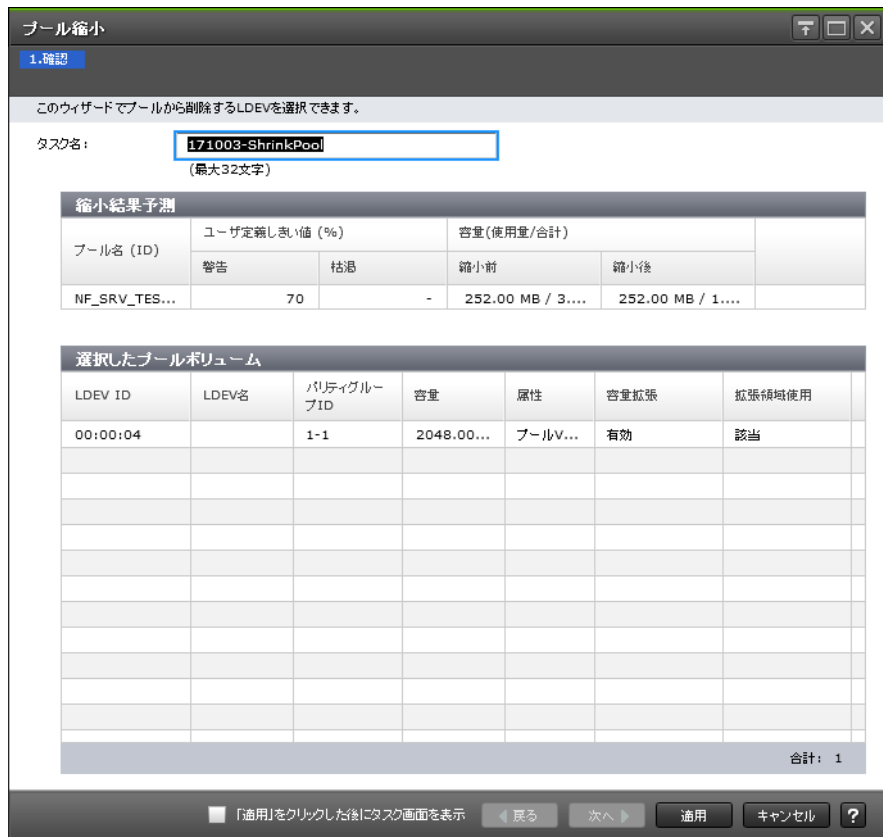 プール縮小
1.確認
このウィザードでプールから削除するLDEVを選択できます。
タスク名: 171003-ShrinkPool
(最大32文字)
縮小結果予測
プール名 (ID) ユーザ定義しきい値 (%) 容量(使用量/合計)
警告 枯渇 縮小前 縮小後
NF_SRV_TES... 70 - 252.00 MB / 3.... 252.00 MB / 1....
選択したプールボリューム
LDEV ID LDEV名 パリティグルー
プID 容量 属性 容量拡張 拡張領域使用
00:00:04 1-1 2048.00... プールV... 有効 該当
合計: 1
「適用」をクリックした後にタスク画面を表示 戻る 次へ 適用 キャンセル ?